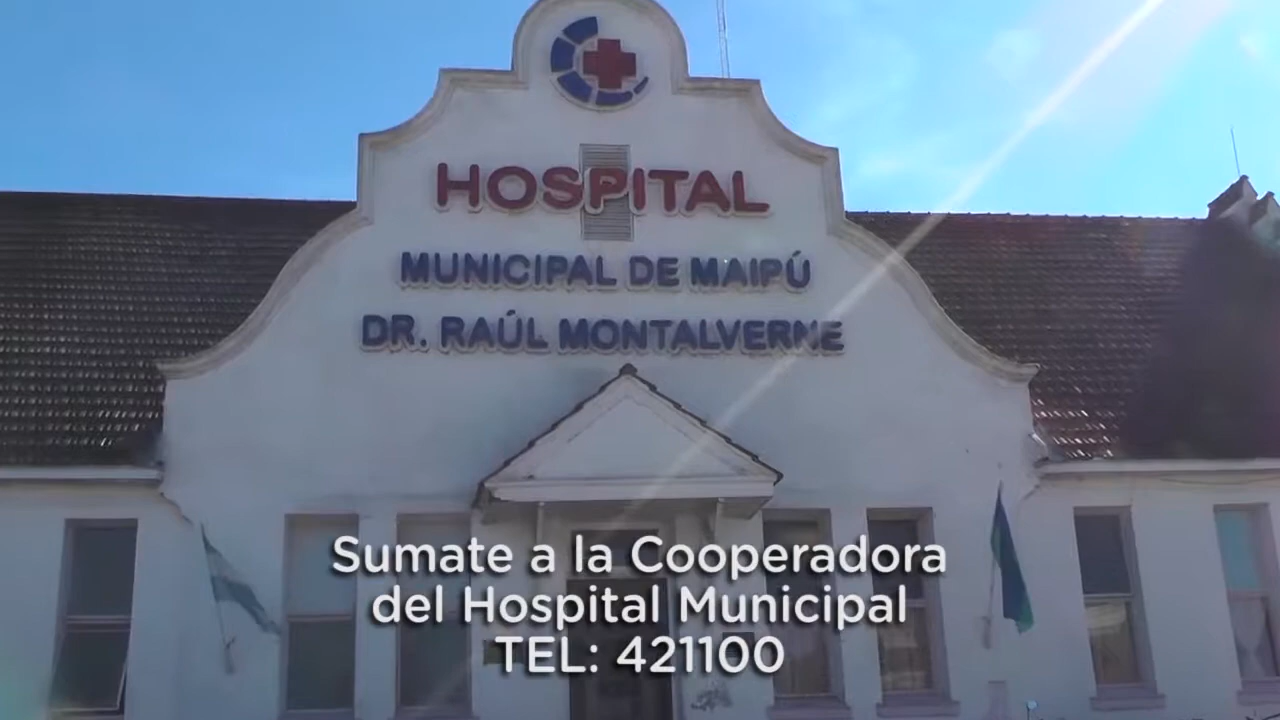 HOSPITAL
MUNICIPAL DE MAIPÚ
DR. RAÚL MONTALVERNE
Sumate a la Cooperadora
del Hospital Municipal
TEL: 421100